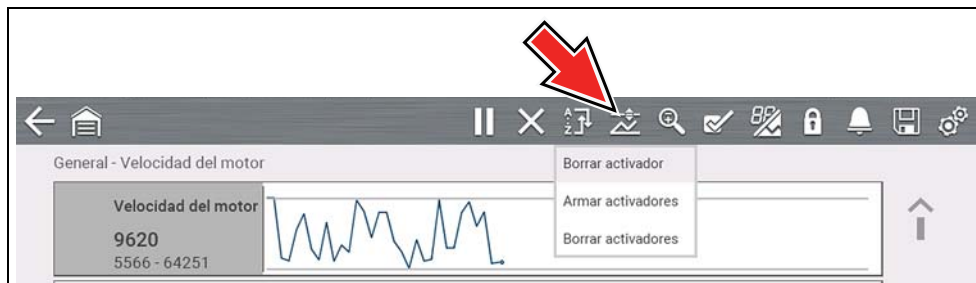 General - Velocidad del motor
Borrar activador
Velocidad del motor
Armar activadores
9620
Borrar activadores
5566 - 64251